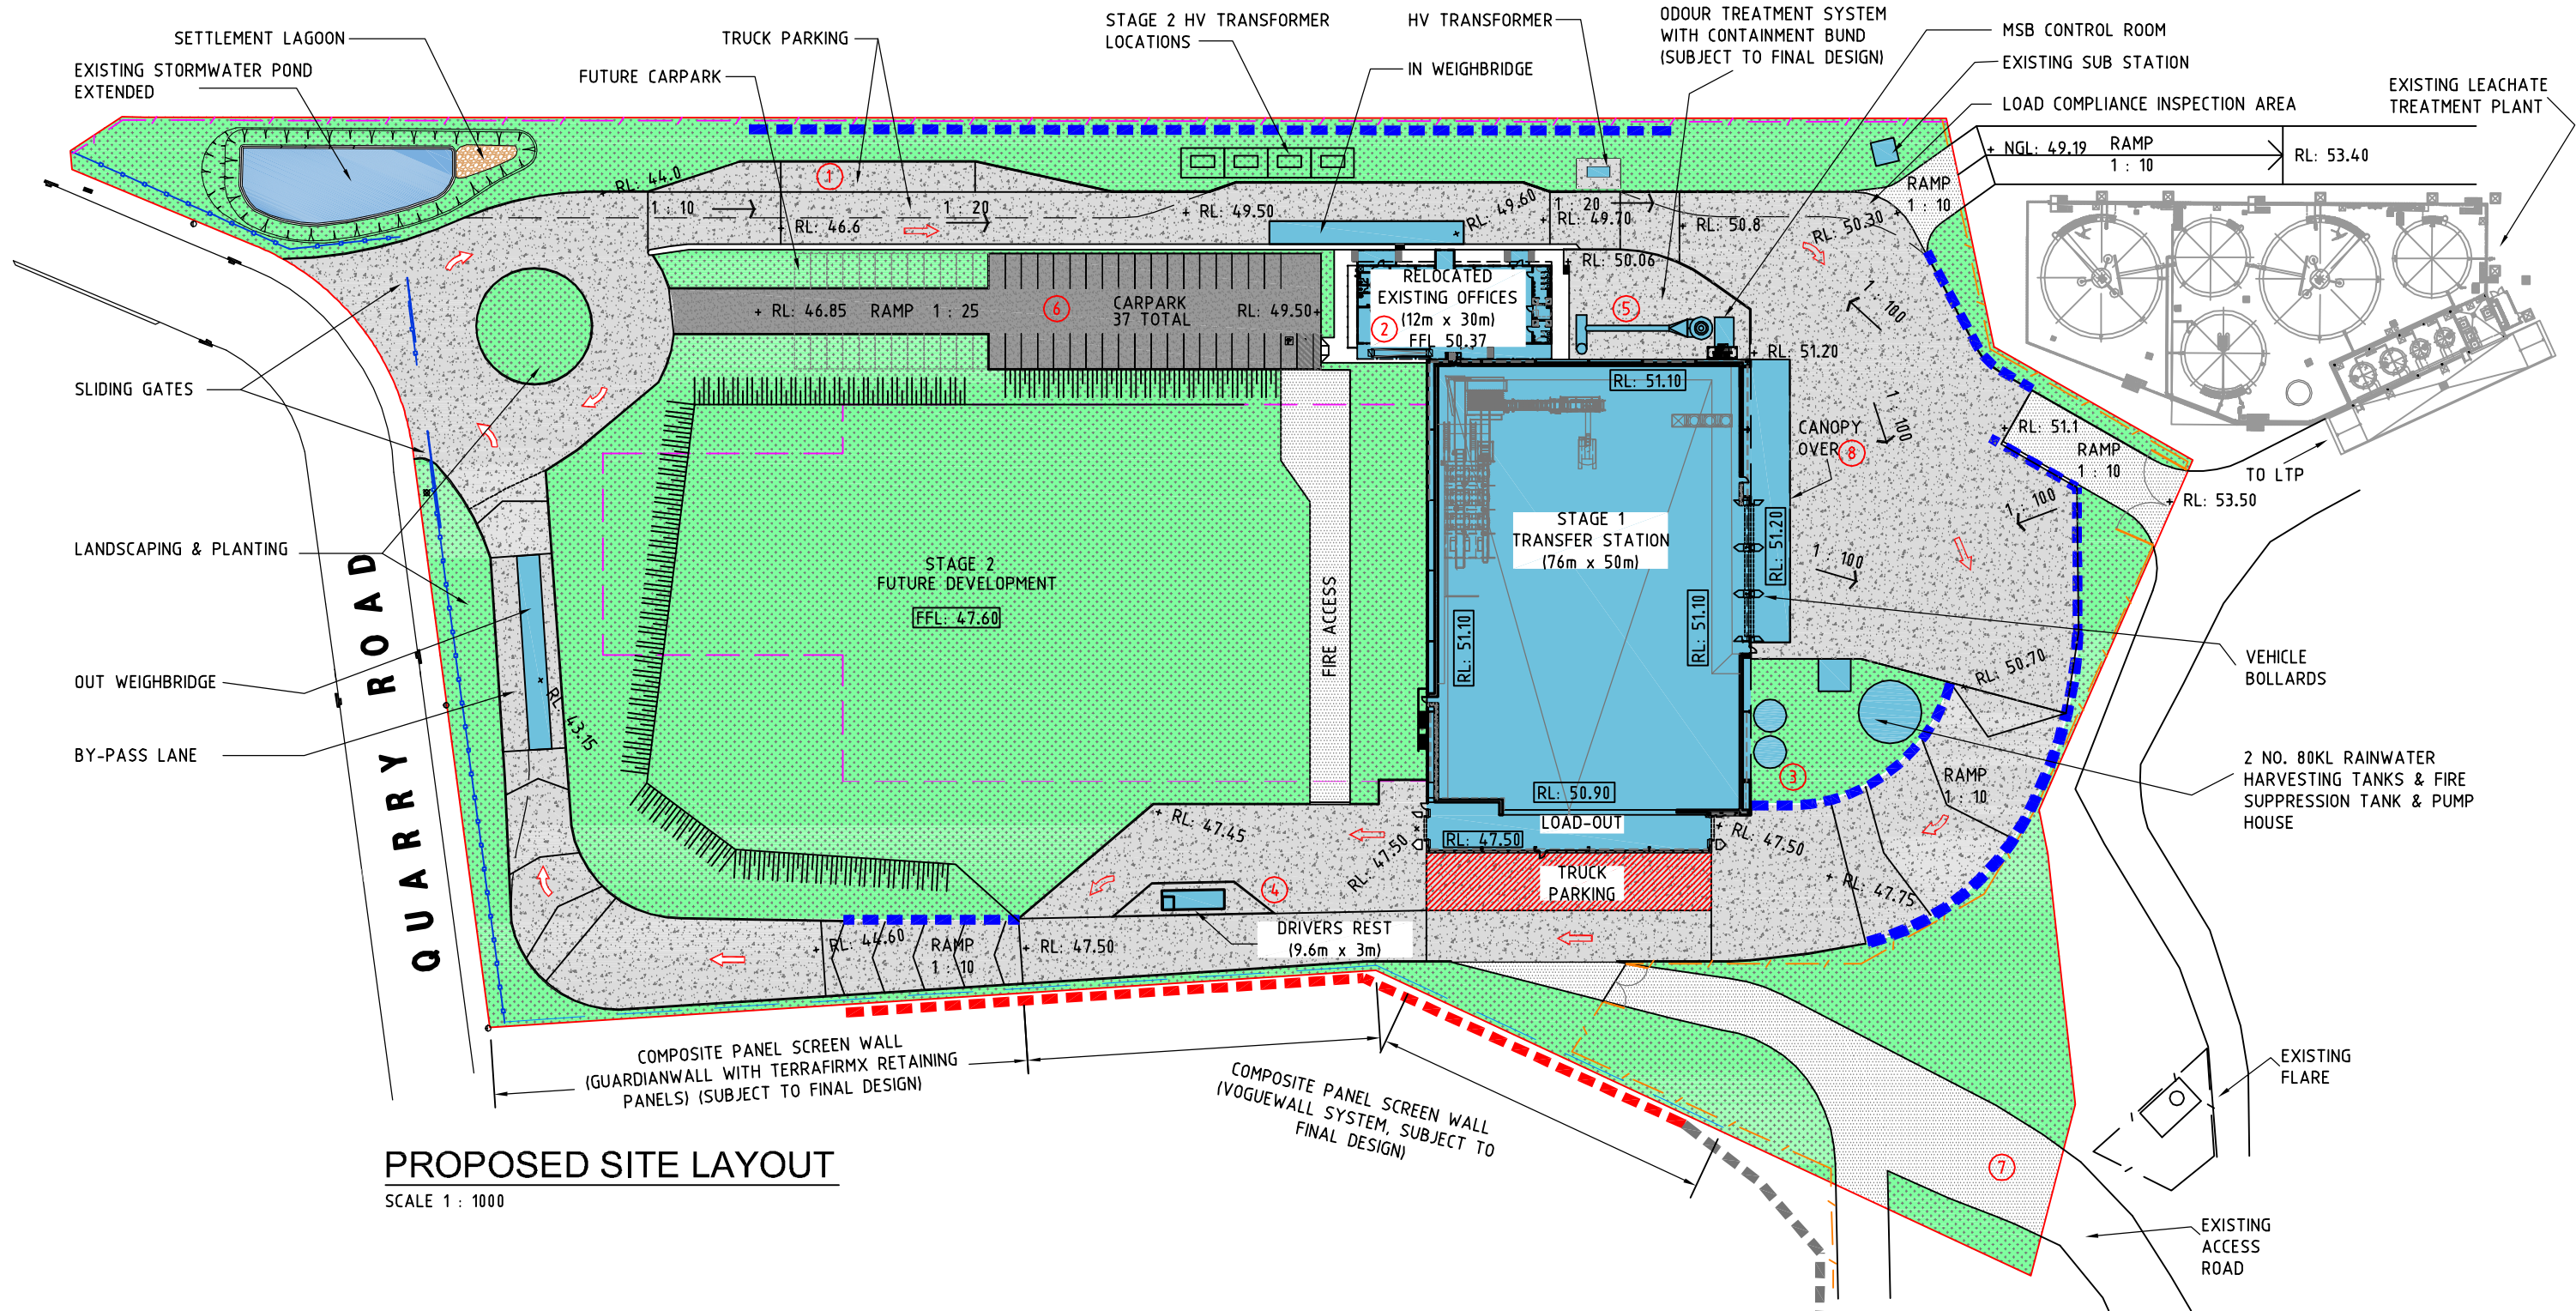 SETTLEMENT LAGOON
EXISTING STORMWATER POND
EXTENDED
TRUCK PARKING
FUTURE CARPARK
STAGE 2 HV TRANSFORMER
LOCATIONS
HV TRANSFORMER
IN WEIGHBRIDGE
ODOUR TREATMENT SYSTEM
WITH CONTAINMENT BUND
(SUBJECT TO FINAL DESIGN)
MSB CONTROL ROOM
EXISTING SUB STATION
LOAD COMPLIANCE INSPECTION AREA
EXISTING LEACHATE
TREATMENT PLANT
+ NGL: 49.19
RAMP
1 : 10
RL: 53.40
RAMP
1 : 10
+ RL: 44.0
1
1 : 10
+ RL: 46.6
1 : 20
+ RL: 49.50
+ RL: 49.60
1 : 20
+ RL: 49.70
+ RL: 50.8
RL: 50.30 +
+ RL: 50.06
+ RL: 46.85 RAMP 1 : 25
6
CARPARK
37 TOTAL
RL: 49.50+
RELOCATED
EXISTING OFFICES
(12m x 30m)
FFL 50.37
2
5
+ RL: 51.20
1 : 100
1 : 100
1 : 100
1 : 100
SLIDING GATES
RL: 51.10
CANOPY
OVER
8
+ RL: 51.1
RAMP
1 : 10
TO LTP
+ RL: 53.50
STAGE 1
TRANSFER STATION
(76m x 50m)
RL: 51.20
LANDSCAPING & PLANTING
STAGE 2
FUTURE DEVELOPMENT
FFL: 47.60
FIRE ACCESS
RL: 51.10
RL: 51.10
QUARRY ROAD
OUT WEIGHBRIDGE
+ RL: 43.15
BY-PASS LANE
VEHICLE
BOLLARDS
+ RL: 50.70
3
RAMP
1 : 10
2 NO. 80KL RAINWATER
HARVESTING TANKS & FIRE
SUPPRESSION TANK & PUMP
HOUSE
RL: 50.90
LOAD-OUT
RL: 47.50
+ RL: 47.45
RL: 47.50 +
+ RL: 47.50
+ RL: 47.75
TRUCK
PARKING
4
DRIVERS REST
(9.6m x 3m)
+ RL: 44.60
RAMP
1 : 10
+ RL: 47.50
COMPOSITE PANEL SCREEN WALL
(GUARDIANWALL WITH TERRAFIRMX RETAINING
PANELS) (SUBJECT TO FINAL DESIGN)
COMPOSITE PANEL SCREEN WALL
(VOGUEWALL SYSTEM, SUBJECT TO
FINAL DESIGN)
EXISTING
FLARE
7
EXISTING
ACCESS
ROAD
PROPOSED SITE LAYOUT
SCALE 1 : 1000